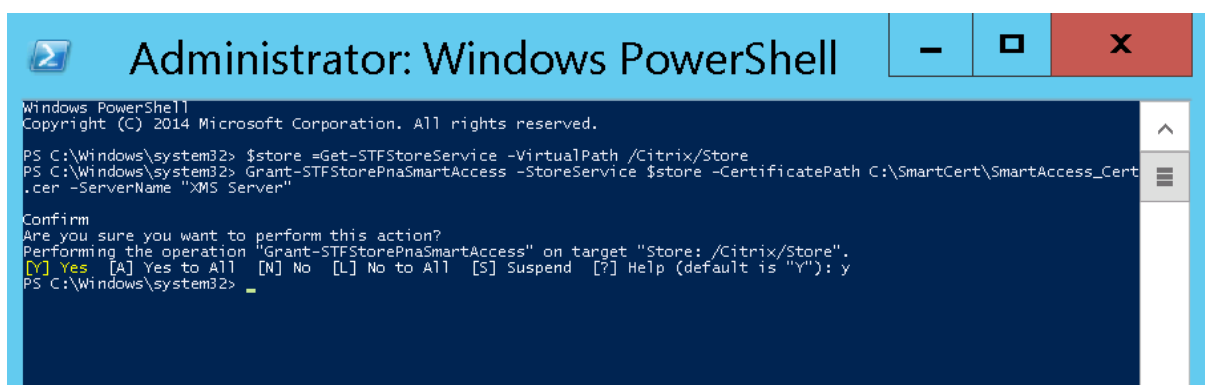 Administrator: Windows PowerShell
Windows PowerShell
Copyright (C) 2014 Microsoft Corporation. All rights reserved.
PS C:\Windows\system32> $store =Get-STFStoreService -VirtualPath /Citrix/Store
PS C:\Windows\system32> Grant-STFStorePnaSmartAccess -StoreService $store -CertificatePath C:\SmartCert\SmartAccess_Cert
.cer -ServerName "XMS Server"
Confirm
Are you sure you want to perform this action?
Performing the operation "Grant-STFStorePnaSmartAccess" on target "Store: /Citrix/Store".
[Y] Yes  [A] Yes to All  [N] No  [L] No to All  [S] Suspend  [?] Help (default is "Y"): y
PS C:\Windows\system32> _